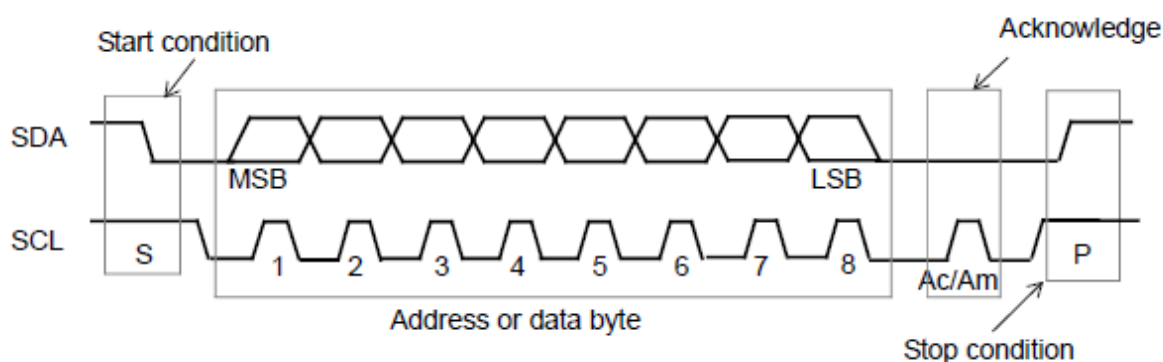 Start condition
Acknowledge
SDA
MSB
LSB
SCL
S
1 2 3 4 5 6 7 8
Ac/Am
P
Address or data byte
Stop condition